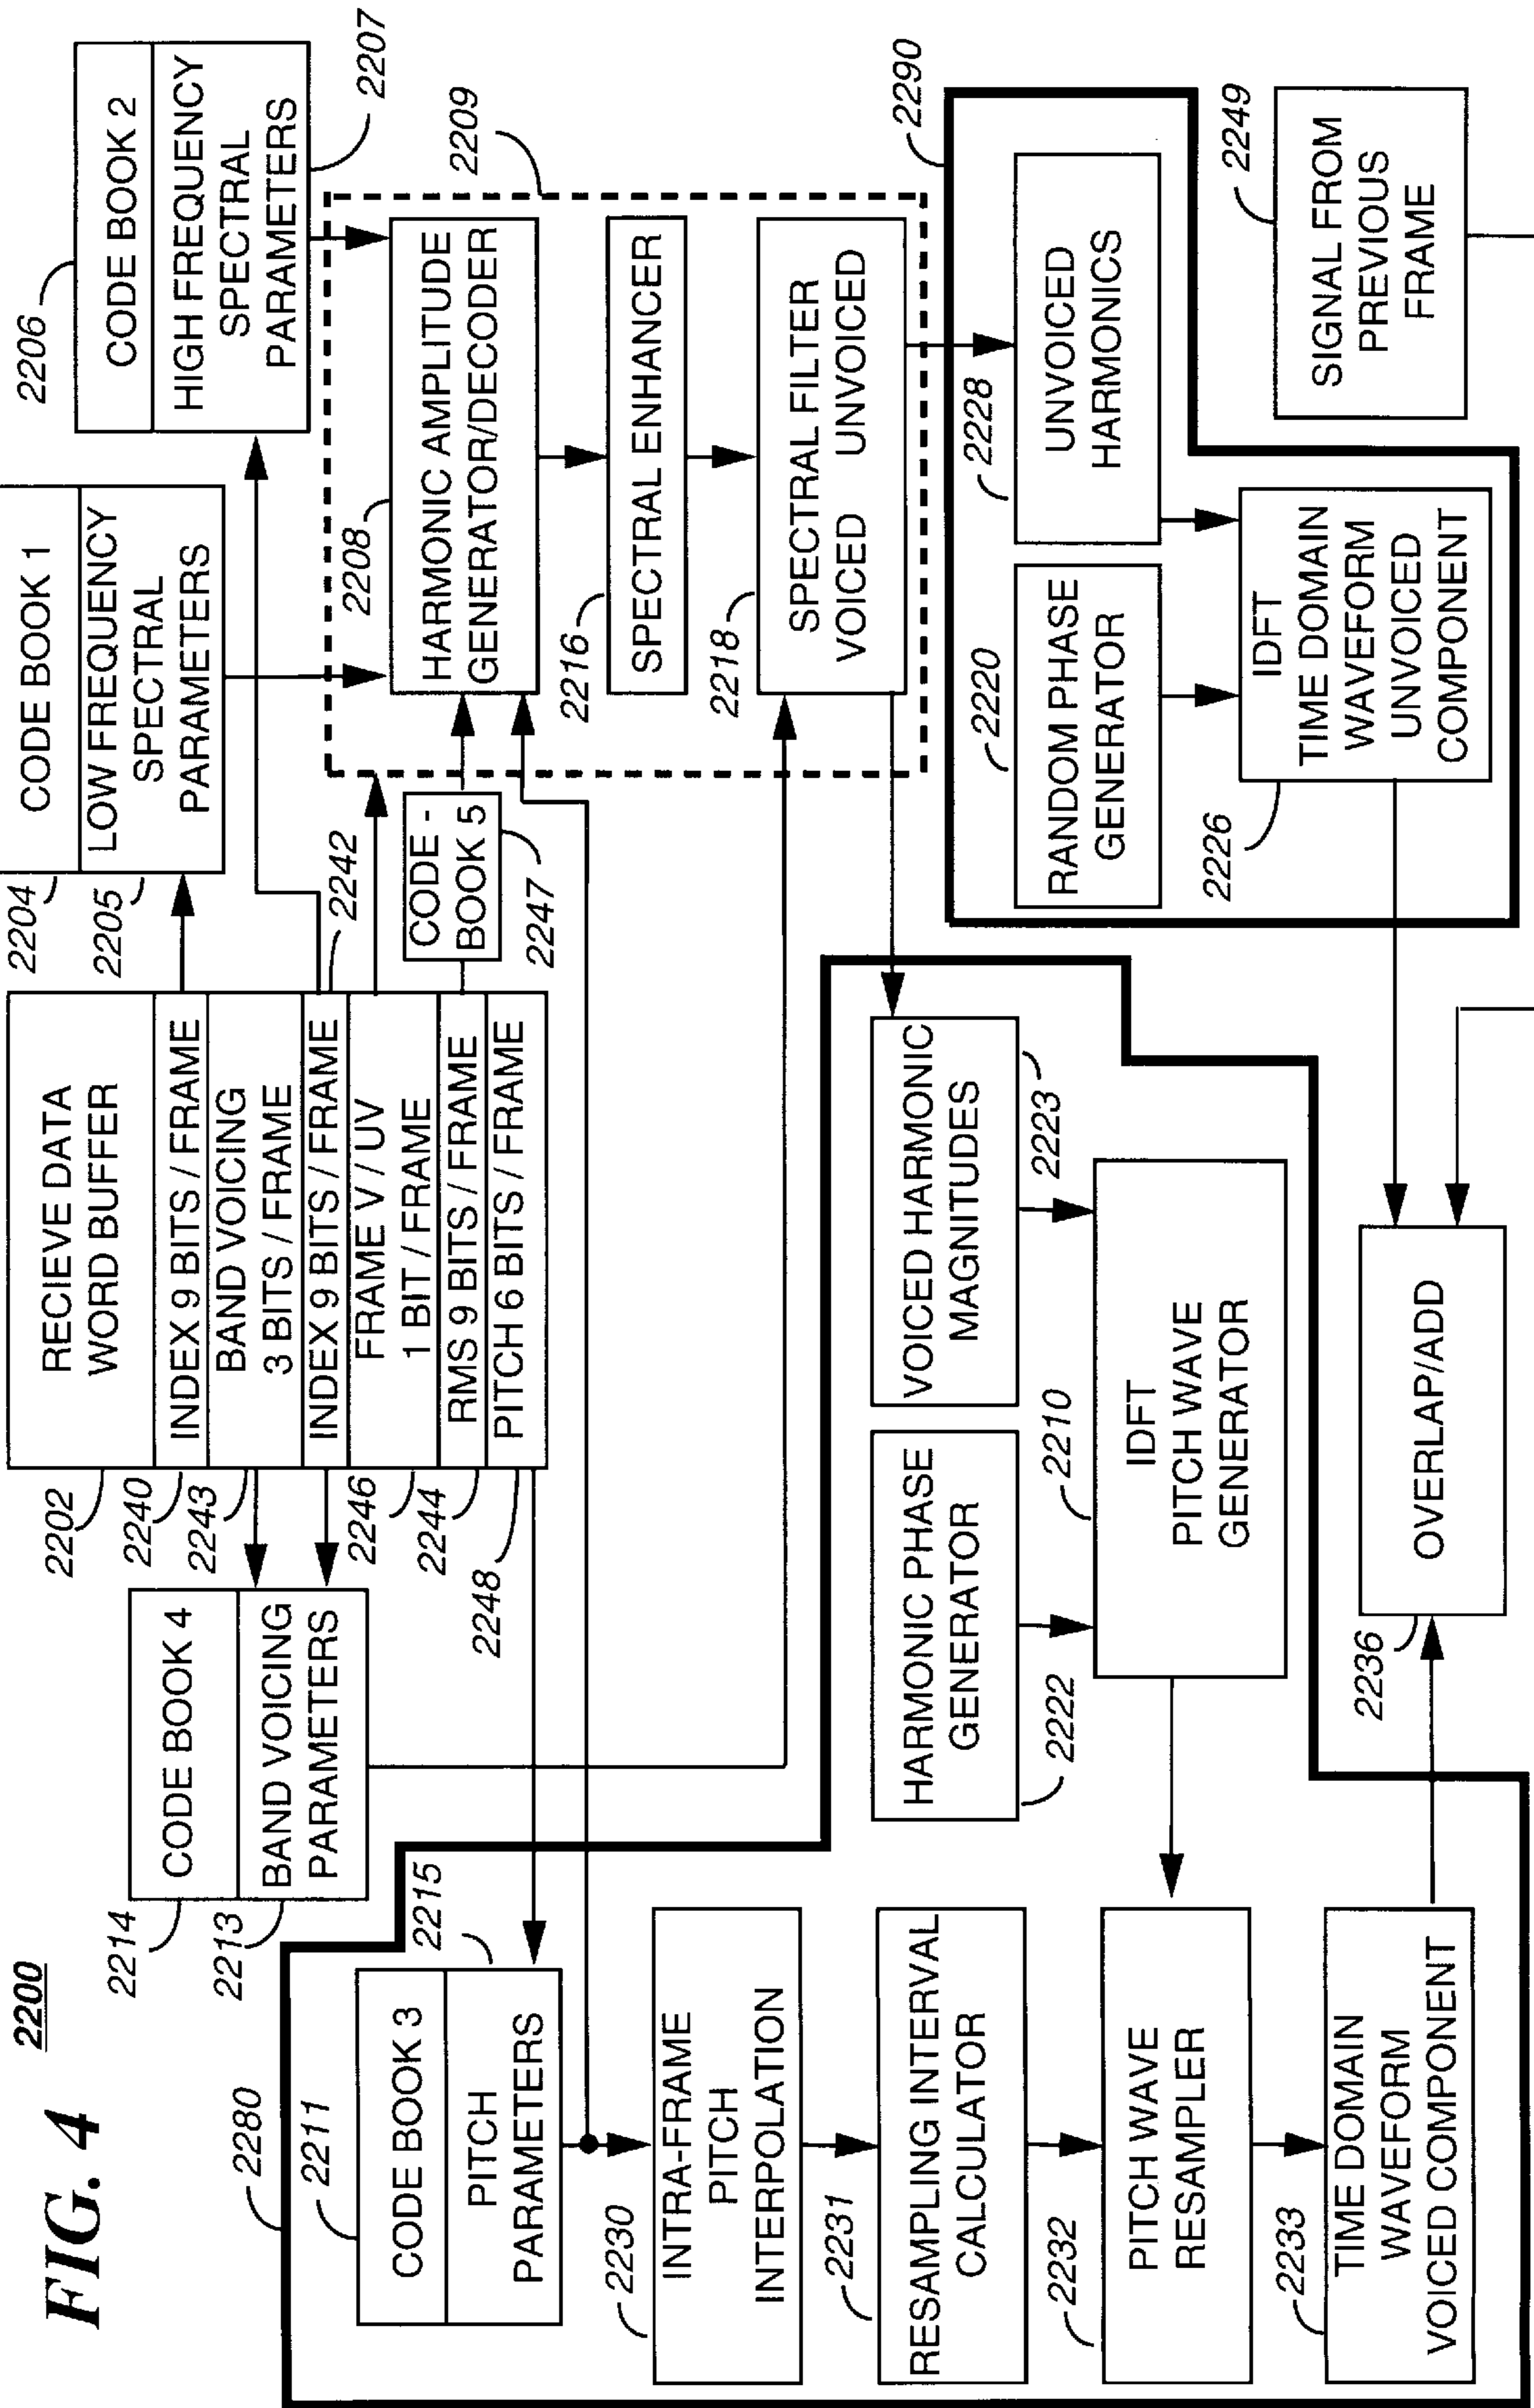 FIG. 4
2200
2214
2213
CODE BOOK 4
BAND VOICING
PARAMETERS
2202
2240
2243
2246
2244
2248
RECIEVE DATA
WORD BUFFER
INDEX 9 BITS / FRAME
BAND VOICING
3 BITS / FRAME
INDEX 9 BITS / FRAME
FRAME V / UV
1 BIT / FRAME
RMS 9 BITS / FRAME
PITCH 6 BITS / FRAME
2242
2204
2205
CODE BOOK 1
LOW FREQUENCY
SPECTRAL
PARAMETERS
2206
CODE BOOK 2
HIGH FREQUENCY
SPECTRAL
PARAMETERS
2207
2280
2211
2215
CODE BOOK 3
PITCH
PARAMETERS
CODE -
BOOK 5
2247
2208
2209
HARMONIC AMPLITUDE
GENERATOR/DECODER
2216
SPECTRAL ENHANCER
2218
SPECTRAL FILTER
VOICED UNVOICED
2230
INTRA-FRAME
PITCH
INTERPOLATION
2231
RESAMPLING INTERVAL
CALCULATOR
2232
PITCH WAVE
RESAMPLER
2233
TIME DOMAIN
WAVEFORM
VOICED COMPONENT
HARMONIC PHASE
GENERATOR
2222
VOICED HARMONIC
MAGNITUDES
2223
2210
IDFT
PITCH WAVE
GENERATOR
2236
OVERLAP/ADD
2290
2220
RANDOM PHASE
GENERATOR
2228
UNVOICED
HARMONICS
2226
IDFT
TIME DOMAIN
WAVEFORM
UNVOICED
COMPONENT
2249
SIGNAL FROM
PREVIOUS
FRAME